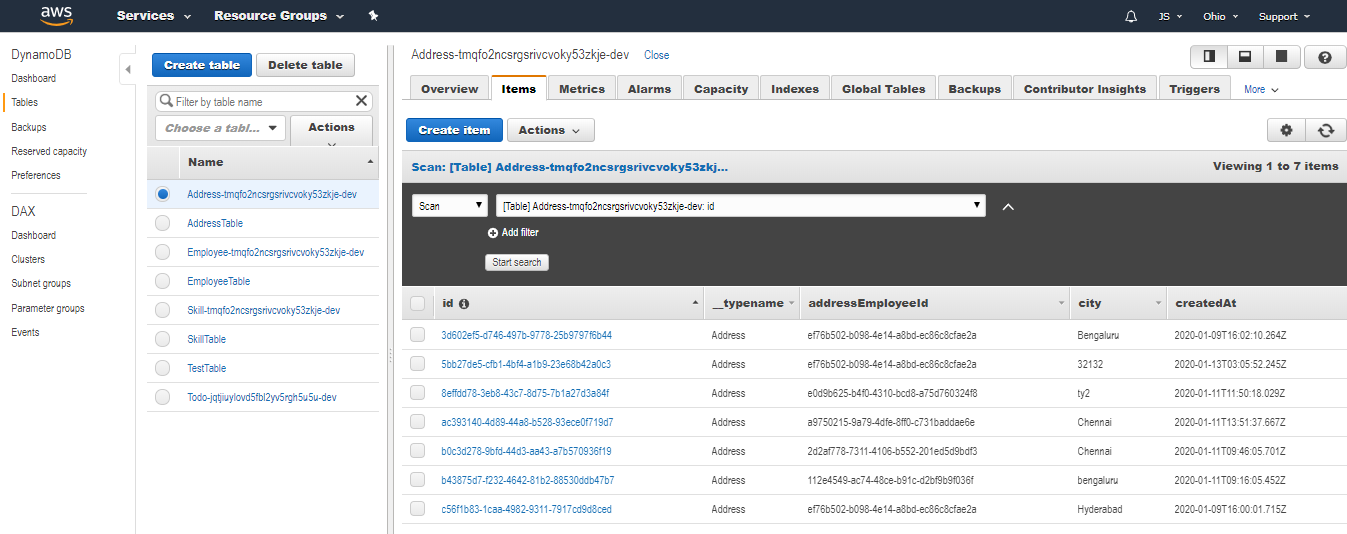 aws Services Resource Groups JS Ohio Support
DynamoDB
Dashboard
Tables
Backups
Reserved capacity
Preferences
DAX
Dashboard
Clusters
Subnet groups
Parameter groups
Events
Create table Delete table
Filter by table name
Choose a tabl... Actions
Name
Address-tmqfo2ncsrgsrivcvoky53zkje-dev
AddressTable
Employee-tmqfo2ncsrgsrivcvoky53zkje-dev
EmployeeTable
Skill-tmqfo2ncsrgsrivcvoky53zkje-dev
SkillTable
TestTable
Todo-jqtjiuylovd5fbl2yv5rgh5u5u-dev
Address-tmqfo2ncsrgsrivcvoky53zkje-dev Close
Overview Items Metrics Alarms Capacity Indexes Global Tables Backups Contributor Insights Triggers More
Create item Actions
Scan: [Table] Address-tmqfo2ncsrgsrivcvoky53zkj... Viewing 1 to 7 items
Scan [Table] Address-tmqfo2ncsrgsrivcvoky53zkje-dev: id
Add filter
Start search
id __typename addressEmployeeId city createdAt
3d602ef5-d746-497b-9778-25b9797f6b44 Address ef76b502-b098-4e14-a8bd-ec86c8cfae2a Bengaluru 2020-01-09T16:02:10.264Z
5bb27de5-cfb1-4bf4-a1b9-23e68b42a0c3 Address ef76b502-b098-4e14-a8bd-ec86c8cfae2a 32132 2020-01-13T03:05:52.245Z
8effdd78-3eb8-43c7-8d75-7b1a27d3a84f Address e0d9b625-b4f0-4310-bcd8-a75d760324f8 ty2 2020-01-11T11:50:18.029Z
ac393140-4d89-44a8-b528-93ece0f719d7 Address a9750215-9a79-4dfe-8ff0-c731baddae6e Chennai 2020-01-11T13:51:37.667Z
b0c3d278-9bfd-44d3-aa43-a7b570936f19 Address 2d2af778-7311-4106-b552-201ed5d9bdf3 Chennai 2020-01-11T09:46:05.701Z
b43875d7-f232-4642-81b2-88530ddb47b7 Address 112e4549-ac74-48ce-b91c-d2bf9b9f036f bengaluru 2020-01-11T09:16:05.452Z
c56f1b83-1caa-4982-9311-7917cd9d8ced Address ef76b502-b098-4e14-a8bd-ec86c8cfae2a Hyderabad 2020-01-09T16:00:01.715Z